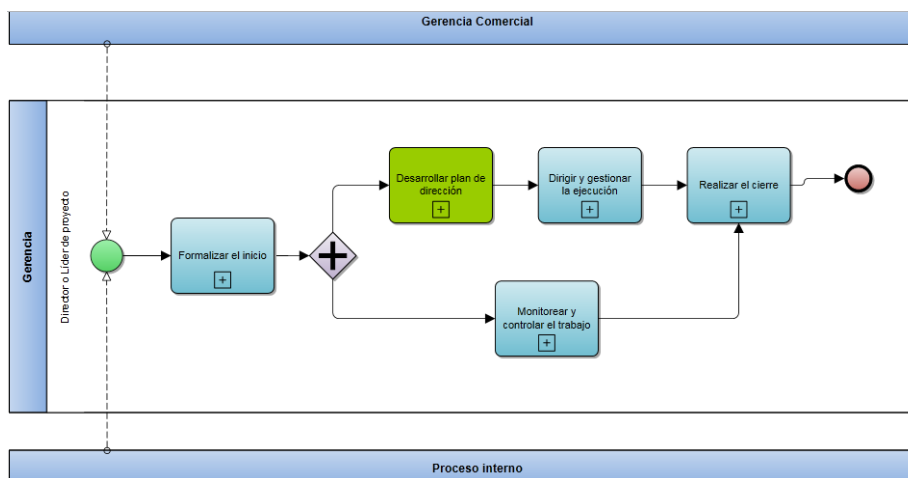 Gerencia Comercial
Gerencia
Director o Líder de proyecto
Formalizar el inicio
Desarrollar plan de
dirección
Dirigir y gestionar
la ejecución
Realizar el cierre
Monitorear y
controlar el trabajo
Proceso interno